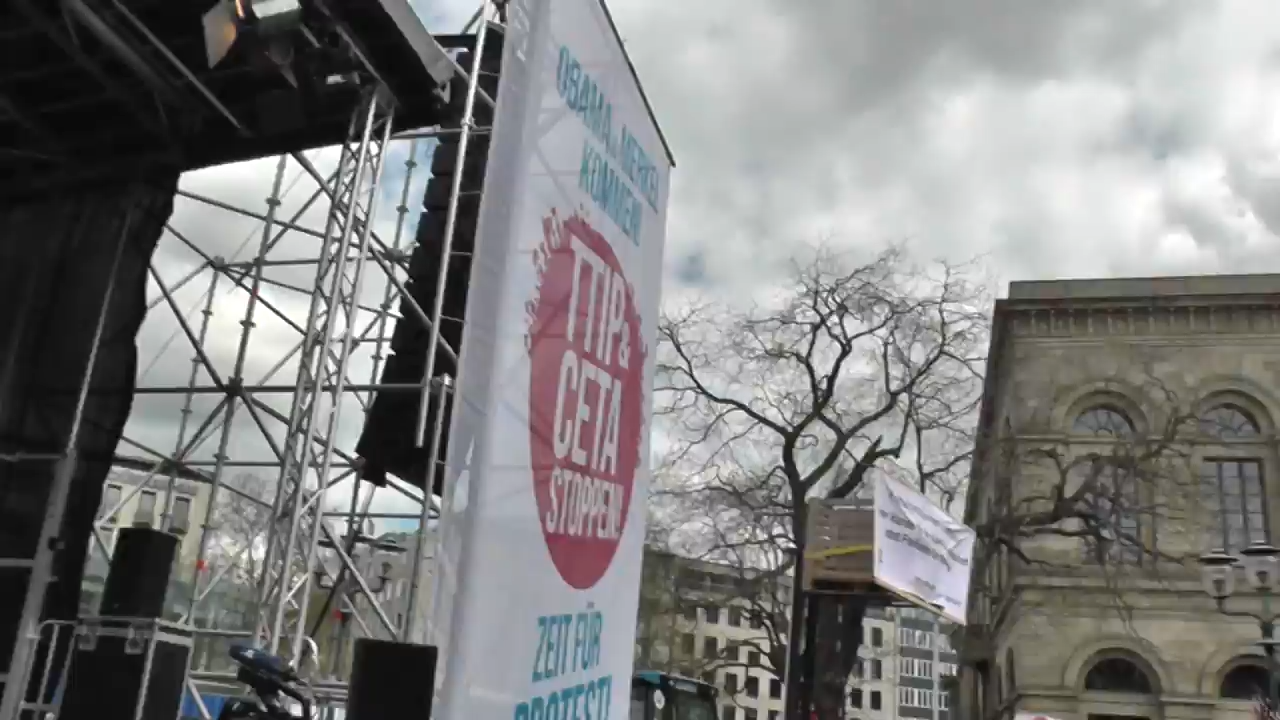 OBAMA & MERKEL
KOMMEN!
TTIP &
CETA
STOPPEN!
ZEIT FÜR
PROTEST!